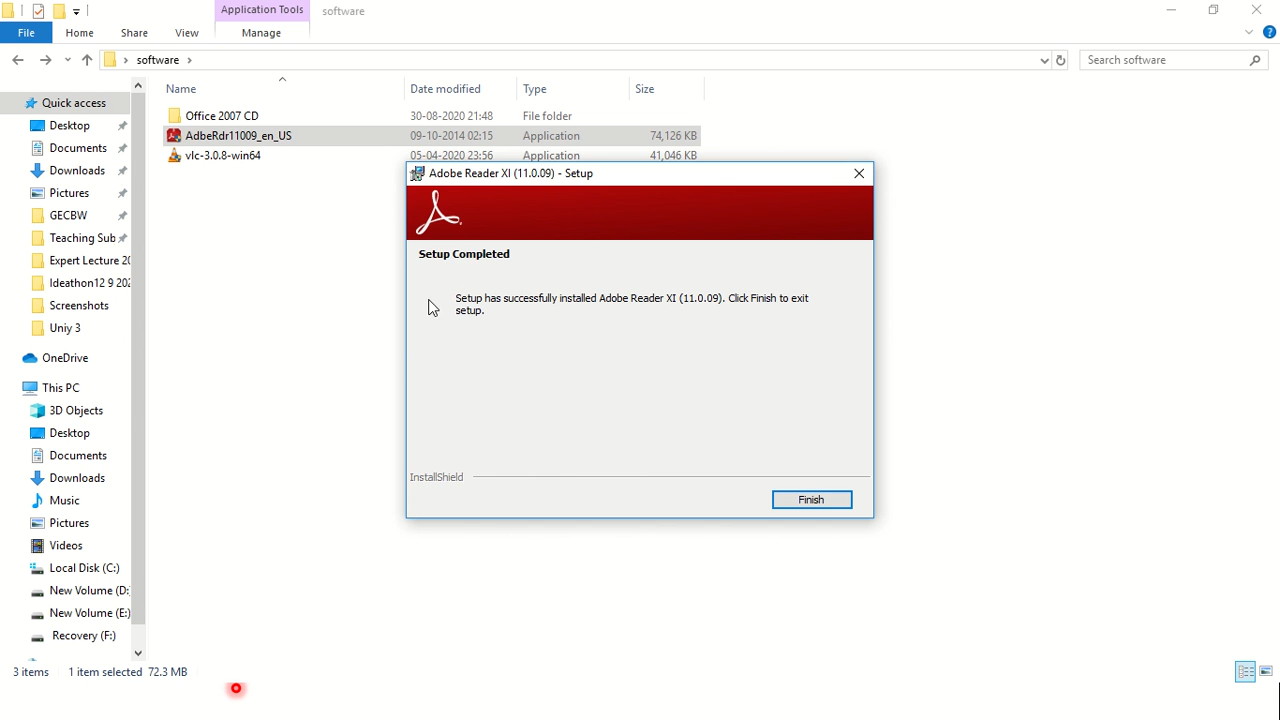 Application Tools
software
File
Home
Share
View
Manage
software
Search software
Name
Date modified
Type
Size
Quick access
Desktop
Documents
Downloads
Pictures
GECBW
Teaching Sub
Expert Lecture 20
Ideathon12 9 202
Screenshots
Uniy 3
OneDrive
This PC
3D Objects
Desktop
Documents
Downloads
Music
Pictures
Videos
Local Disk (C:)
New Volume (D:)
New Volume (E:)
Recovery (F:)
Office 2007 CD 30-08-2020 21:48 File folder
AdbeRdr11009_en_US 09-10-2014 02:15 Application 74,126 KB
vlc-3.0.8-win64 05-04-2020 23:56 Application 41,046 KB
Adobe Reader XI (11.0.09) - Setup
Setup Completed
Setup has successfully installed Adobe Reader XI (11.0.09). Click Finish to exit
setup.
InstallShield
Finish
3 items 1 item selected 72.3 MB